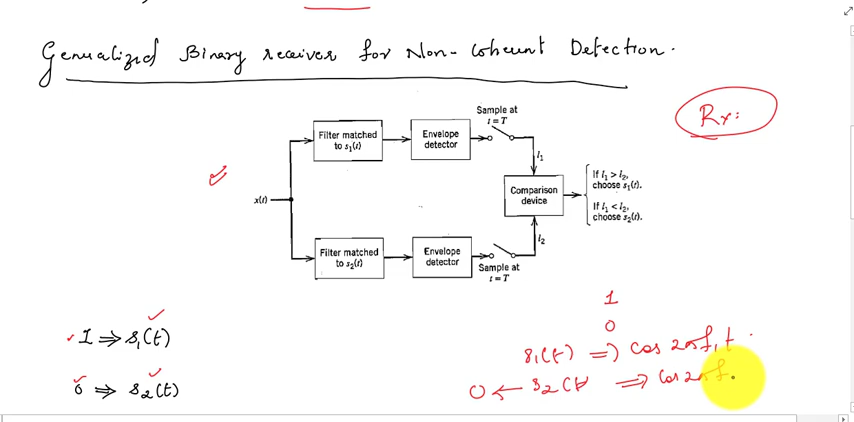 Generalized Binary receiver for Non-coherent Detection.
Rx:
Sample at
t = T
Filter matched
to s₁(t)
Envelope
detector
l₁
x(t)
Comparison
device
If l₁ > l₂,
choose s₁(t).
If l₁ < l₂,
choose s₂(t).
l₂
Filter matched
to s₂(t)
Envelope
detector
Sample at
t = T
1 ⇒ s₁(t)
0 ⇒ s₂(t)
1
0
s₁(t) ⇒ cos 2πf₁t
0 ← s₂(t) ⇒ cos 2πf